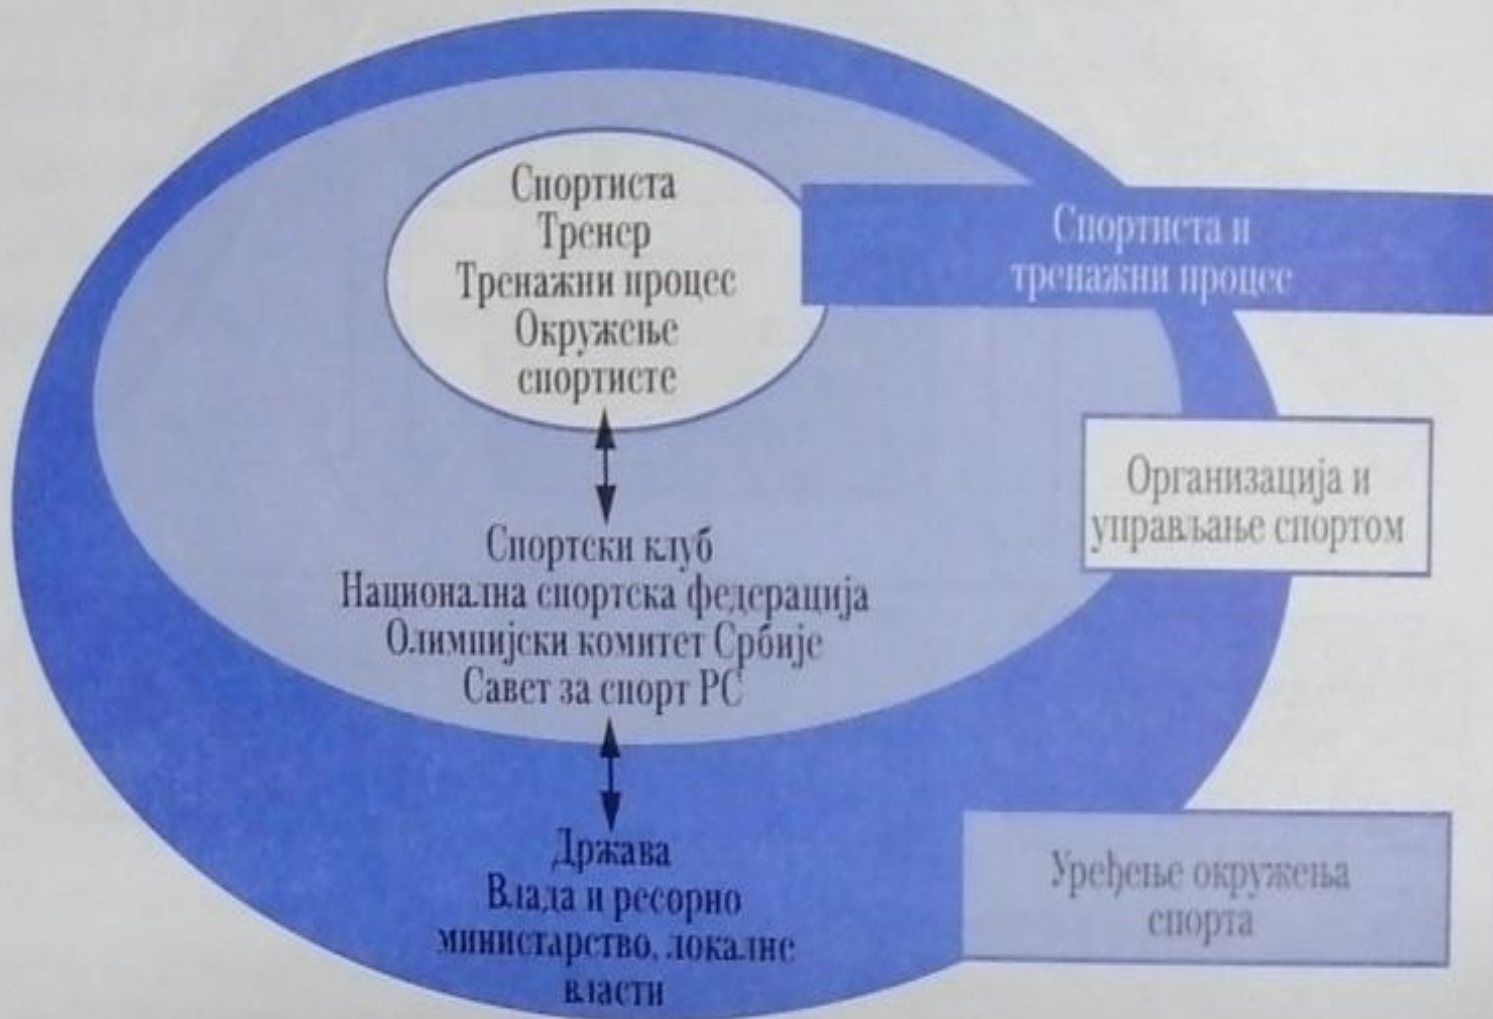 Спортиста
Тренер
Тренажни процес
Окружење
спортисте
Спортиста и
тренажни процес
Организација и
управљање спортом
Спортски клуб
Национална спортска федерација
Олимпијски комитет Србије
Савет за спорт РС
Држава
Влада и ресорно
министарство, локалне
власти
Уређење окружења
спорта